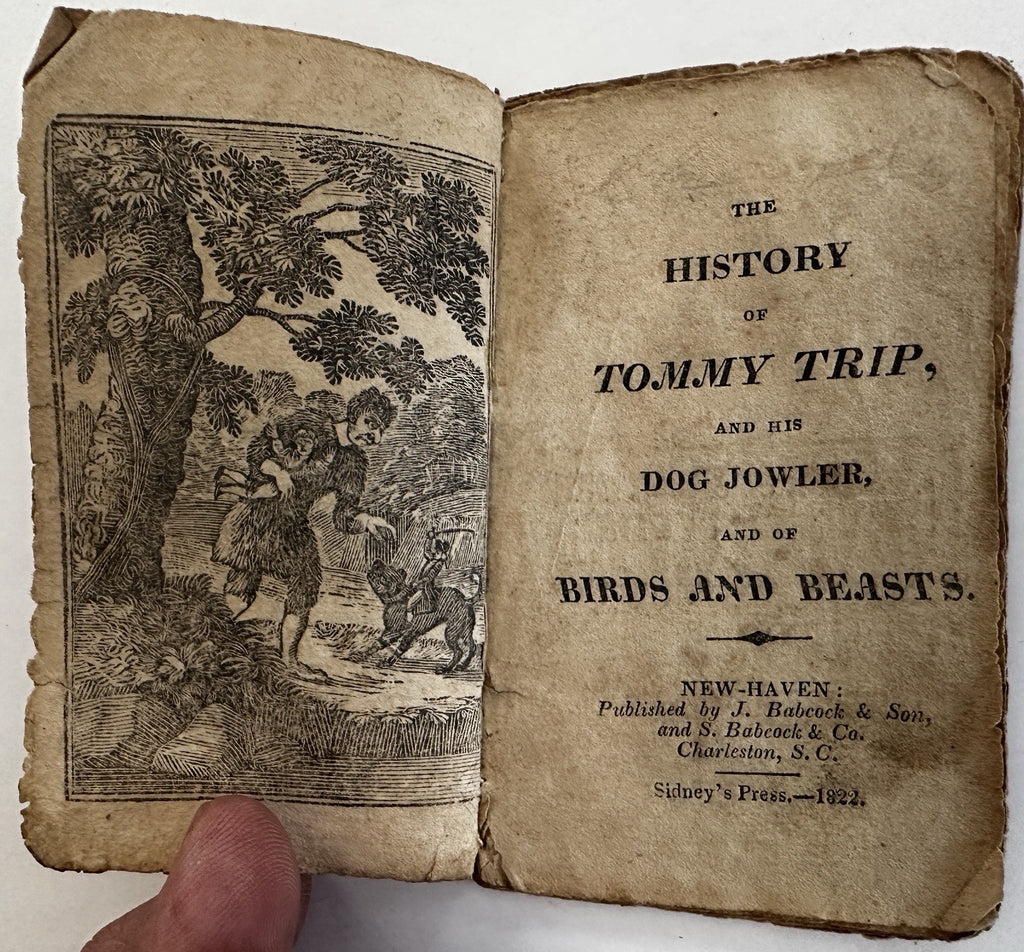 THE
HISTORY
OF
TOMMY TRIP,
AND HIS
DOG JOWLER,
AND OF
BIRDS AND BEASTS.
NEW-HAVEN:
Published by J. Babcock & Son,
and S. Babcock & Co.
Charleston, S. C.
Sidney's Press.—1822.